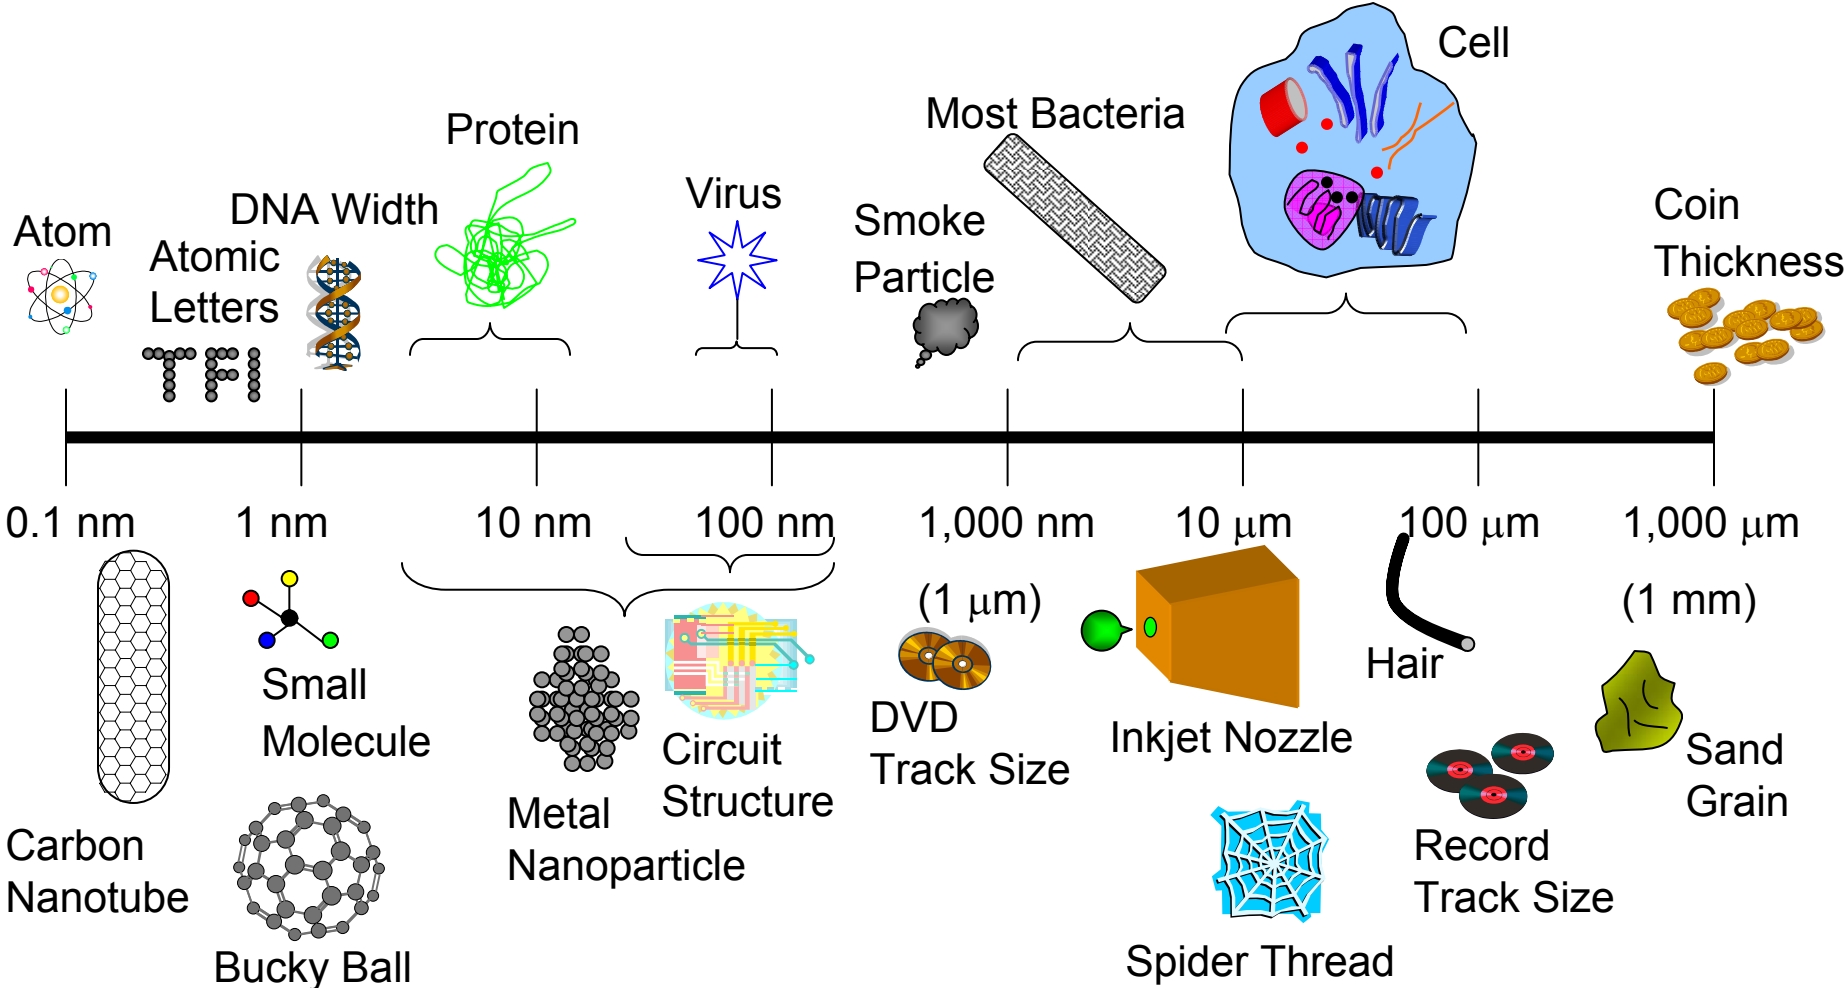 Cell
Most Bacteria
Protein
Virus
DNA Width
Coin
Thickness
Smoke
Particle
Atom
Atomic
Letters
TFI
0.1 nm
1 nm
10 nm
100 nm
1,000 nm
10 μm
100 μm
1,000 μm
(1 μm)
(1 mm)
Hair
Small
Molecule
DVD
Track Size
Inkjet Nozzle
Circuit
Structure
Sand
Grain
Metal
Nanoparticle
Carbon
Nanotube
Record
Track Size
Bucky Ball
Spider Thread